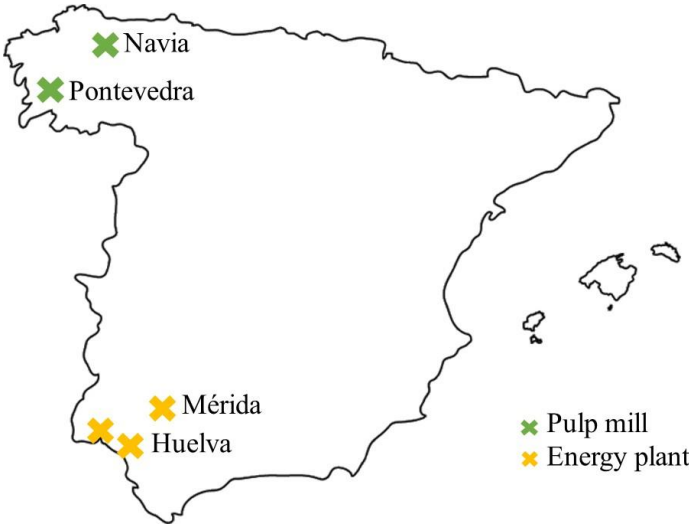 Navia
Pontevedra
Mérida
Huelva
Pulp mill
Energy plant